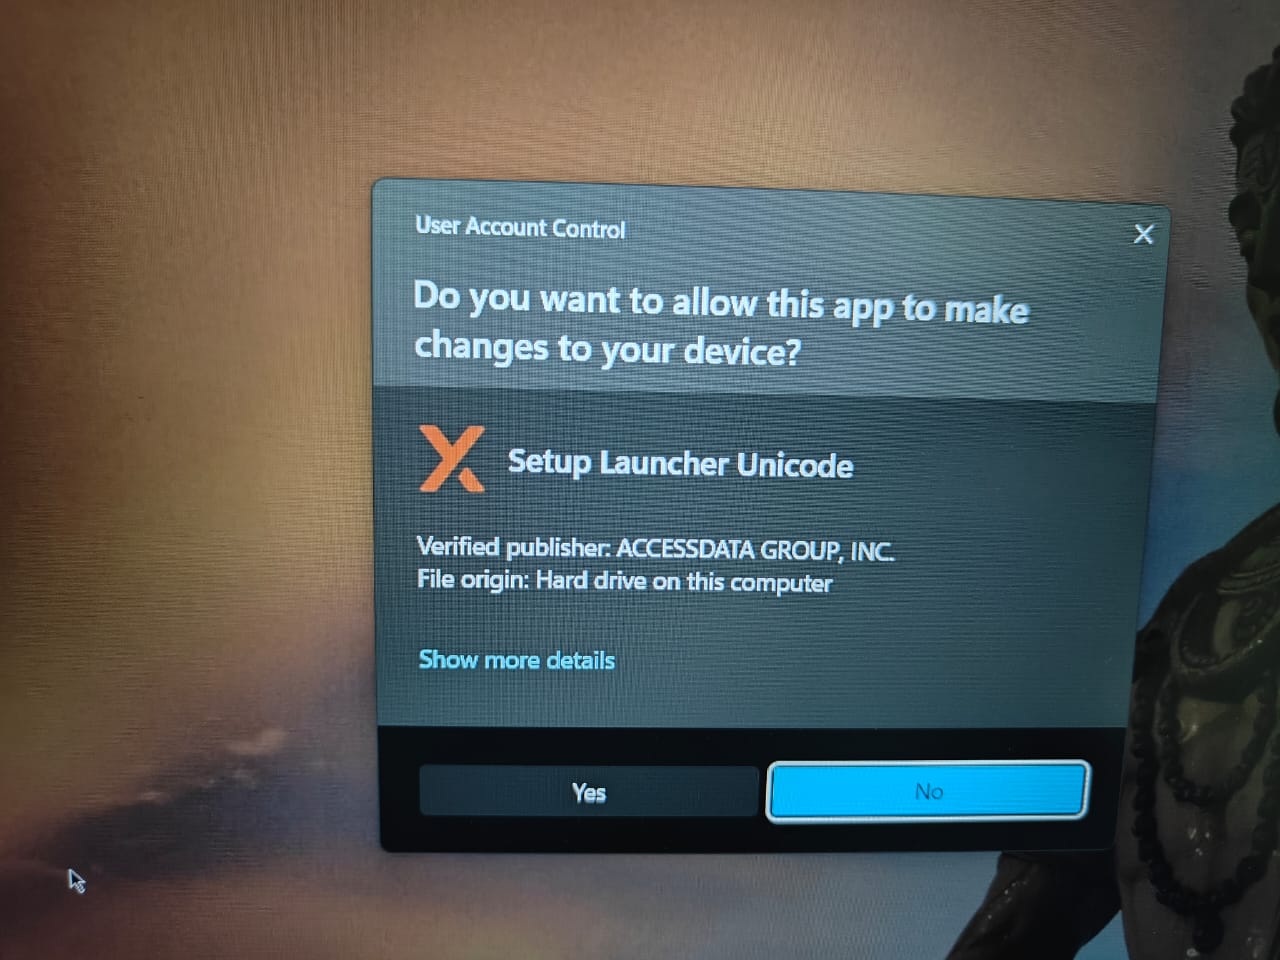 User Account Control
Do you want to allow this app to make
changes to your device?
Setup Launcher Unicode
Verified publisher: ACCESSDATA GROUP, INC.
File origin: Hard drive on this computer
Show more details
Yes
No